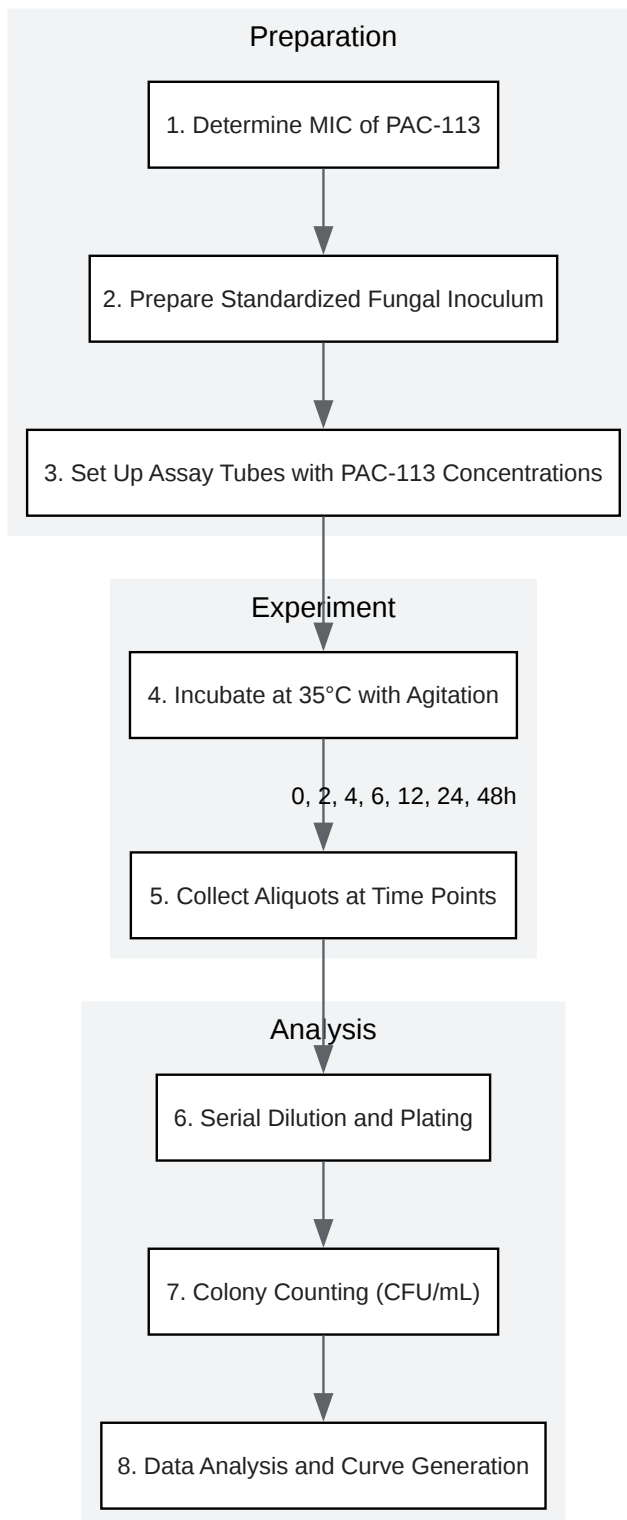 Preparation
1. Determine MIC of PAC-113
2. Prepare Standardized Fungal Inoculum
3. Set Up Assay Tubes with PAC-113 Concentrations
Experiment
4. Incubate at 35°C with Agitation
0, 2, 4, 6, 12, 24, 48h
5. Collect Aliquots at Time Points
Analysis
6. Serial Dilution and Plating
7. Colony Counting (CFU/mL)
8. Data Analysis and Curve Generation